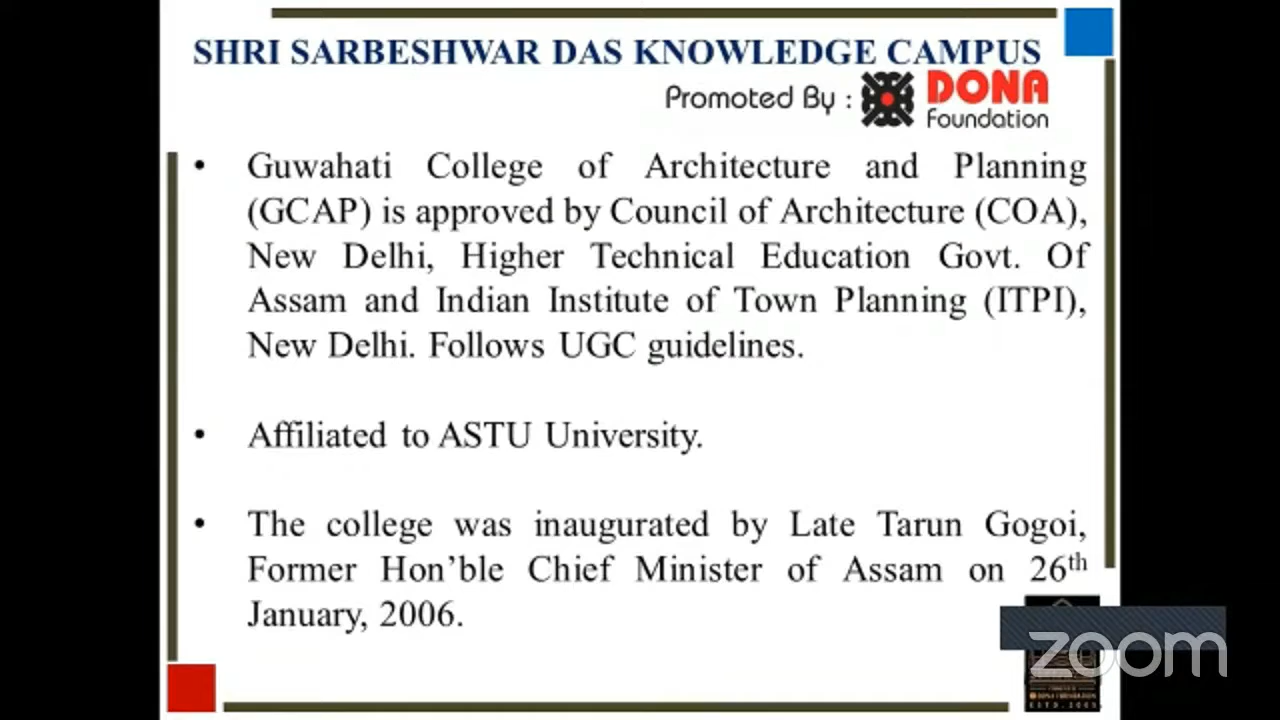 SHRI SARBESHWAR DAS KNOWLEDGE CAMPUS
Promoted By : DONA
Foundation
• Guwahati College of Architecture and Planning
(GCAP) is approved by Council of Architecture (COA),
New Delhi, Higher Technical Education Govt. Of
Assam and Indian Institute of Town Planning (ITPI),
New Delhi. Follows UGC guidelines.
• Affiliated to ASTU University.
• The college was inaugurated by Late Tarun Gogoi,
Former Hon’ble Chief Minister of Assam on 26th
January, 2006.
zoom